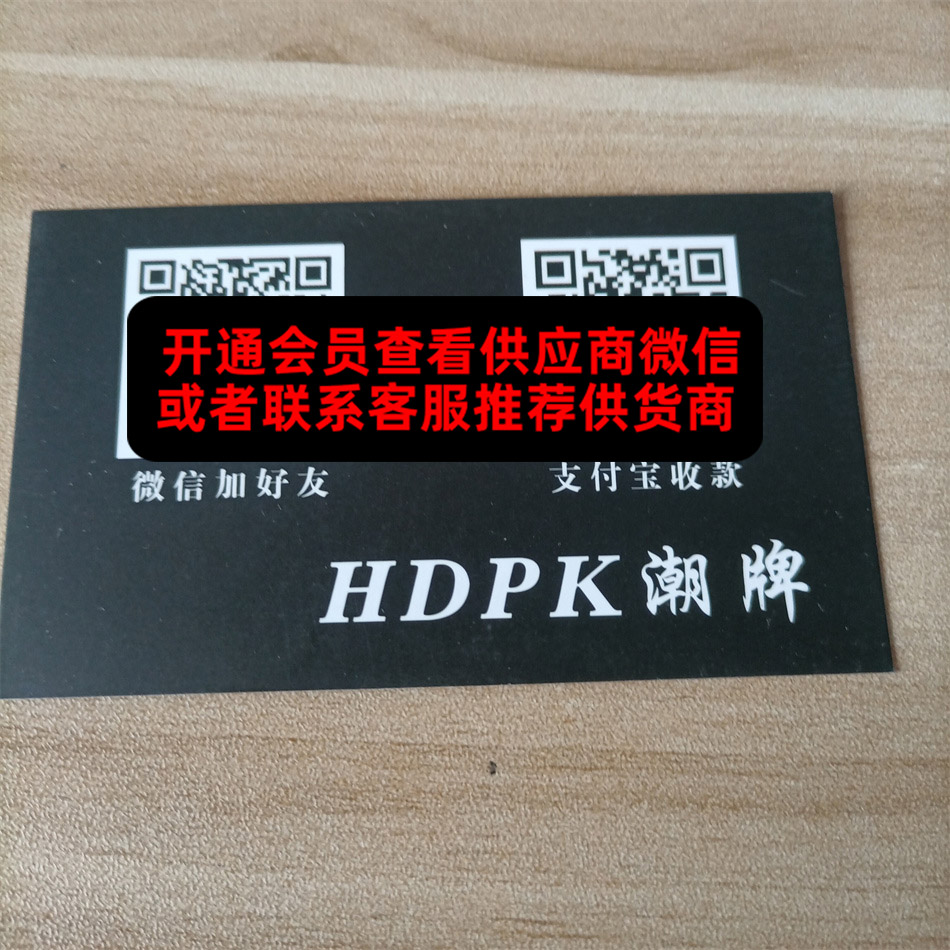 开通会员查看供应商微信
或者联系客服推荐供货商
微信加好友
支付宝收款
HDPK潮牌